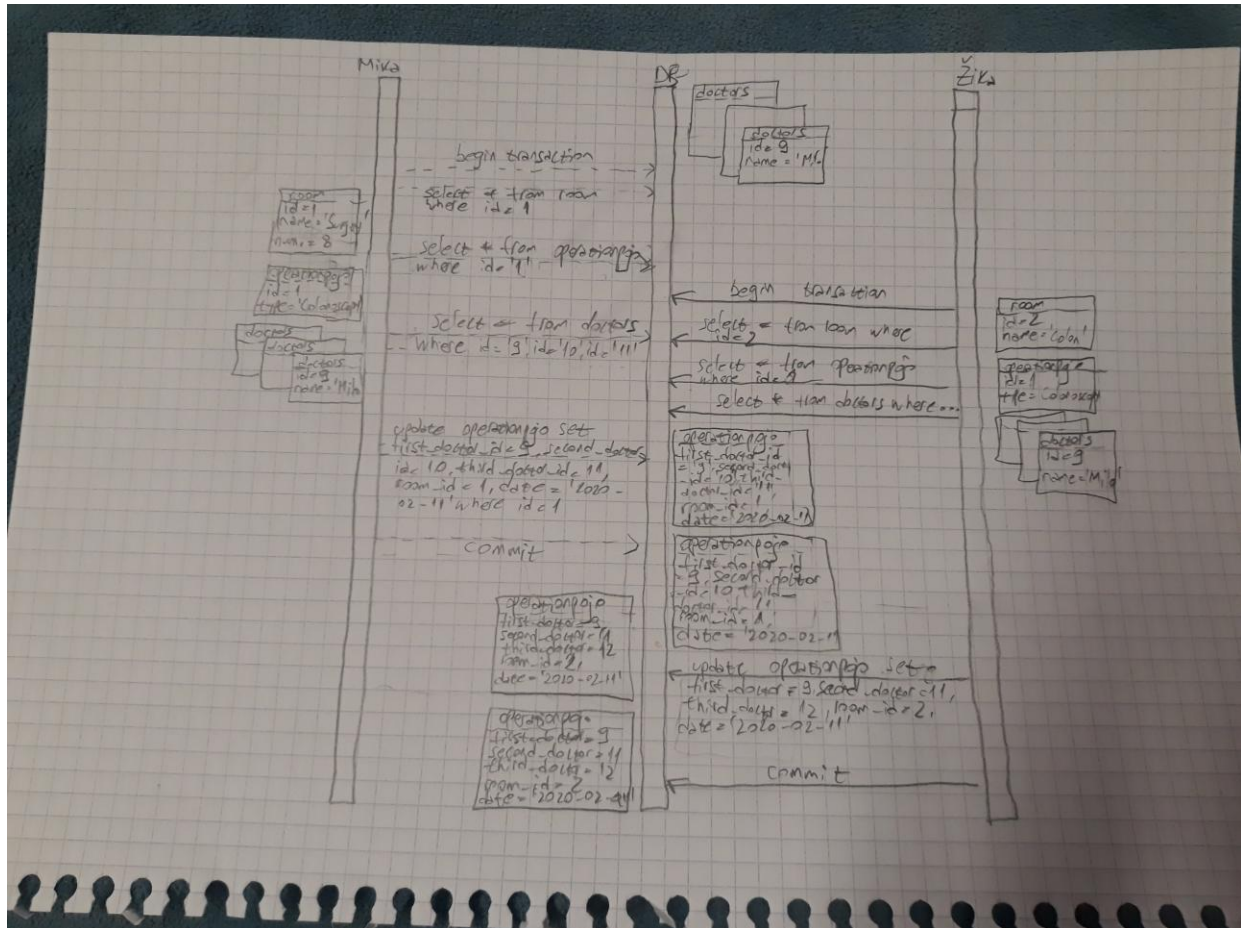 Mika
DB
Žika
doctors
doctors
id=9
name='Mila
begin transaction
select * from room
where id=1
room
id=1
name='Surgery'
num=8
select * from operationpojo
where id='1'
operationpojo
id=1
type='Coloroscopi
begin transaction
room
id=2
name='Colon'
select * from room where
id=2
select * from doctors
where id='9',id='10',id='11'
doctors
doctors
doctors
id=9
name='Mila
select * from operationpojo
where id=9
operationpojo
id=1
type=Coloroscopi
select * from doctors where...
doctors
id=9
name='Mila'
update operationpojo set
first_doctor_id=9, second_doctor
id=10, third_doctor_id=11,
room_id=1, date='2020-
02-11' where id=1
operationpojo
first_doctor_id
='9', second_doctor
_id='10', third-
doctor_id='11'
room_id='1'
date='2020-02-11
commit
operationpojo
first_doctor_id
=9, second_doctor
_id=10, third_
doctor_id=11
room_id=1,
date='2020-02-11
operationpojo
first_doctor=9
second_doctor=11
third_doctor=12
room_id=2,
date='2020-02-11'
update operationpojo set
first_doctor=9, second_doctor=11,
third_doctor=12, room_id=2,
date='2020-02-11'
operationpojo
first_doctor=9
second_doctor=11
third_doctor=12
room_id=2
date='2020-02-11'
commit